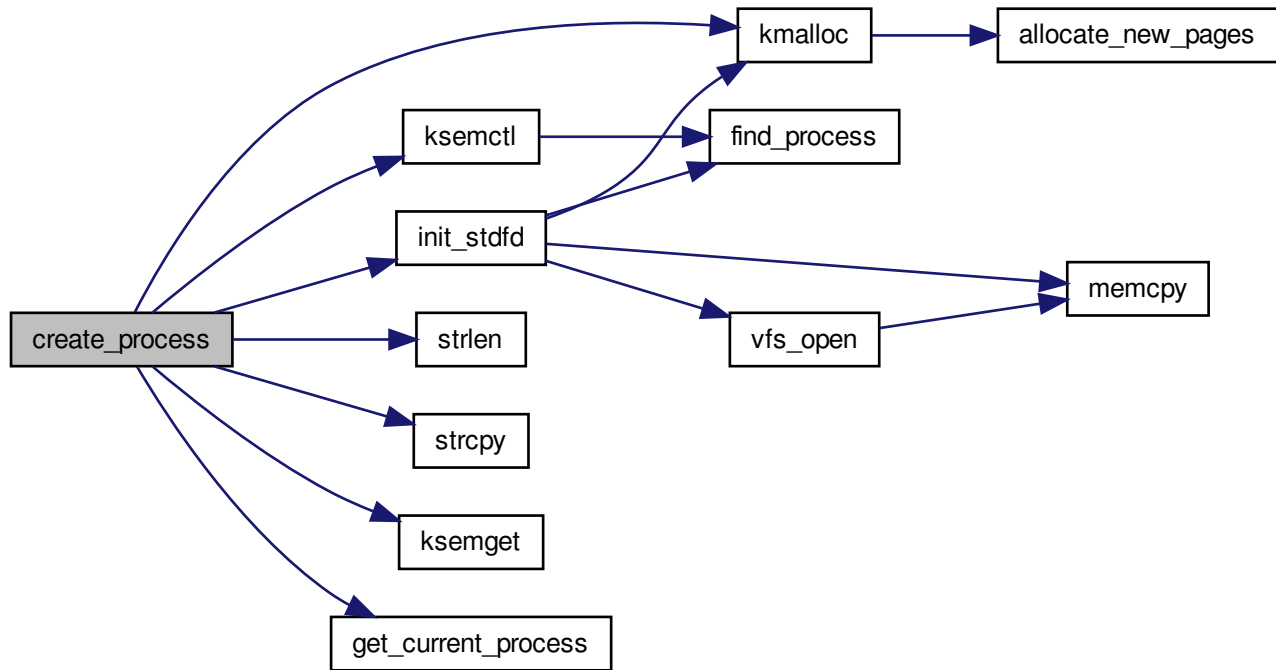 kmalloc
allocate_new_pages
ksemctl
find_process
init_stdfd
memcpy
create_process
strlen
vfs_open
strcpy
ksemget
get_current_process